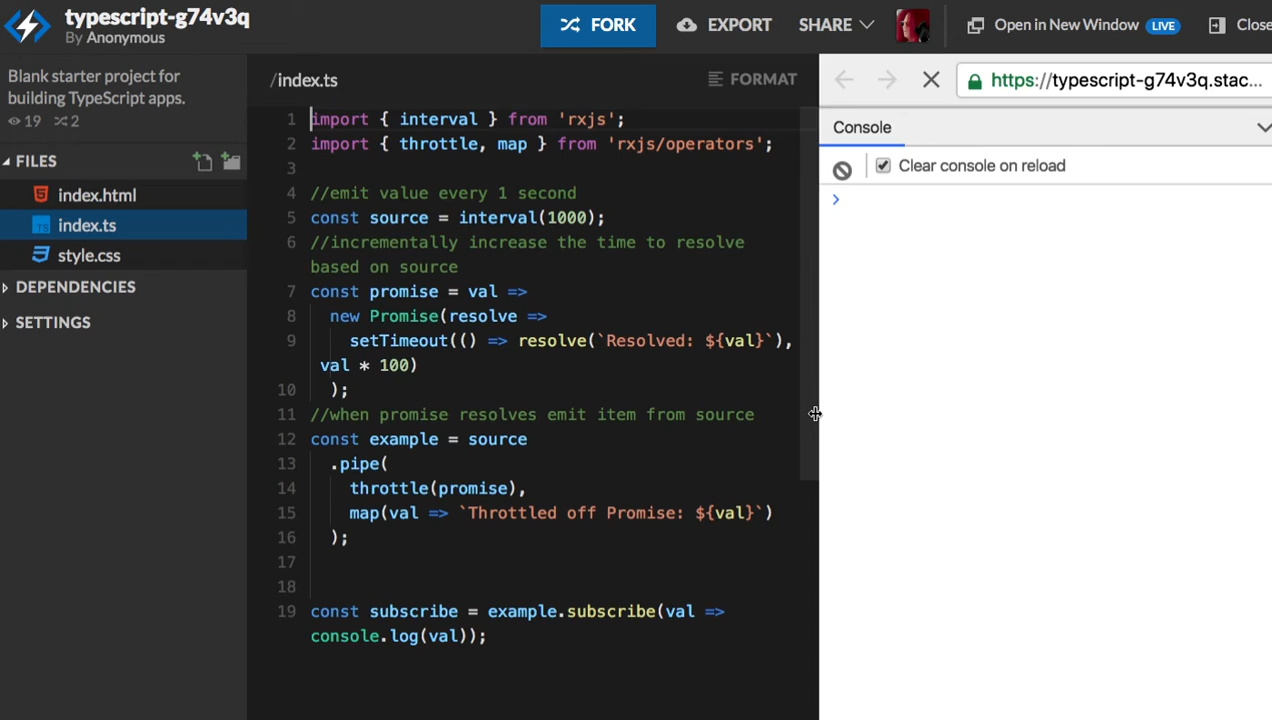 typescript-g74v3q
By Anonymous
FORK
EXPORT
SHARE
Open in New Window LIVE
Close
Blank starter project for
building TypeScript apps.
19 2
FILES
index.html
TS index.ts
style.css
DEPENDENCIES
SETTINGS
/index.ts
FORMAT
1 import { interval } from 'rxjs';
2 import { throttle, map } from 'rxjs/operators';
3
4 //emit value every 1 second
5 const source = interval(1000);
6 //incrementally increase the time to resolve
based on source
7 const promise = val =>
8 new Promise(resolve =>
9 setTimeout(() => resolve(`Resolved: ${val}`),
val * 100)
10 );
11 //when promise resolves emit item from source
12 const example = source
13 .pipe(
14 throttle(promise),
15 map(val => `Throttled off Promise: ${val}`)
16 );
17
18
19 const subscribe = example.subscribe(val =>
console.log(val));
https://typescript-g74v3q.stac...
Console
Clear console on reload